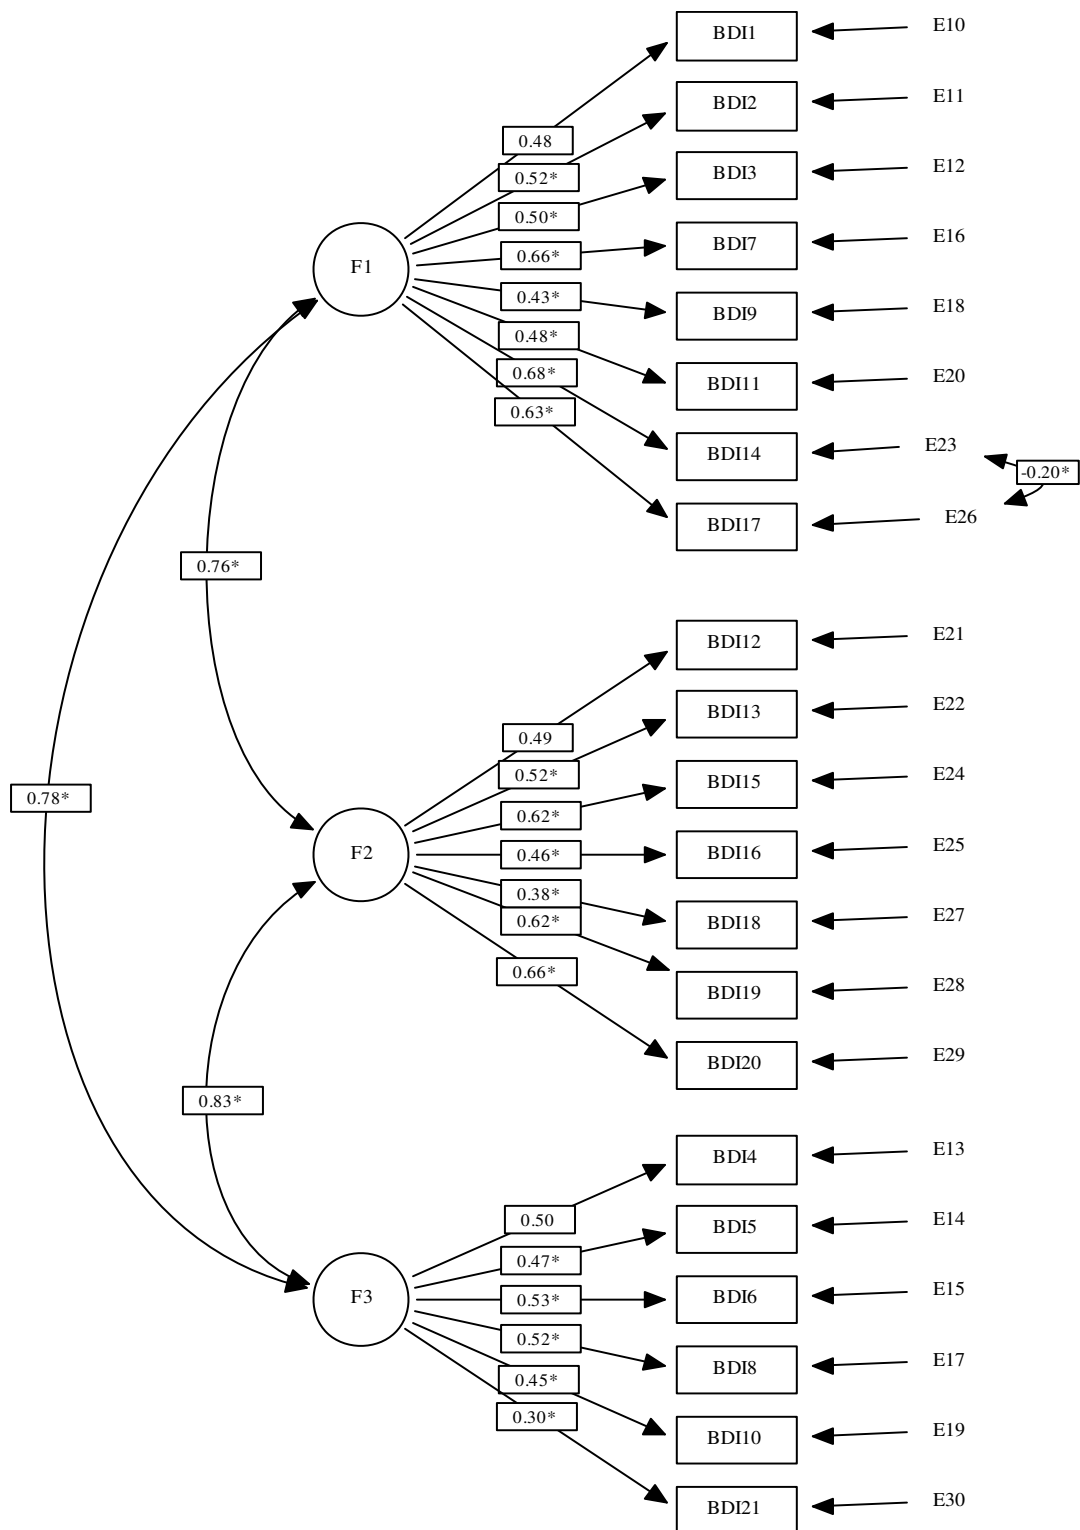 BDI1
E10
BDI2
E11
0.48
BDI3
E12
0.52*
0.50*
BDI7
E16
0.66*
F1
0.43*
BDI9
E18
0.48*
BDI11
E20
0.68*
0.63*
BDI14
E23
-0.20*
BDI17
E26
0.76*
BDI12
E21
BDI13
E22
0.49
0.52*
BDI15
E24
0.78*
0.62*
F2
0.46*
BDI16
E25
0.38*
0.62*
BDI18
E27
0.66*
BDI19
E28
BDI20
E29
0.83*
BDI4
E13
0.50
BDI5
E14
0.47*
F3
0.53*
BDI6
E15
0.52*
BDI8
E17
0.45*
0.30*
BDI10
E19
BDI21
E30